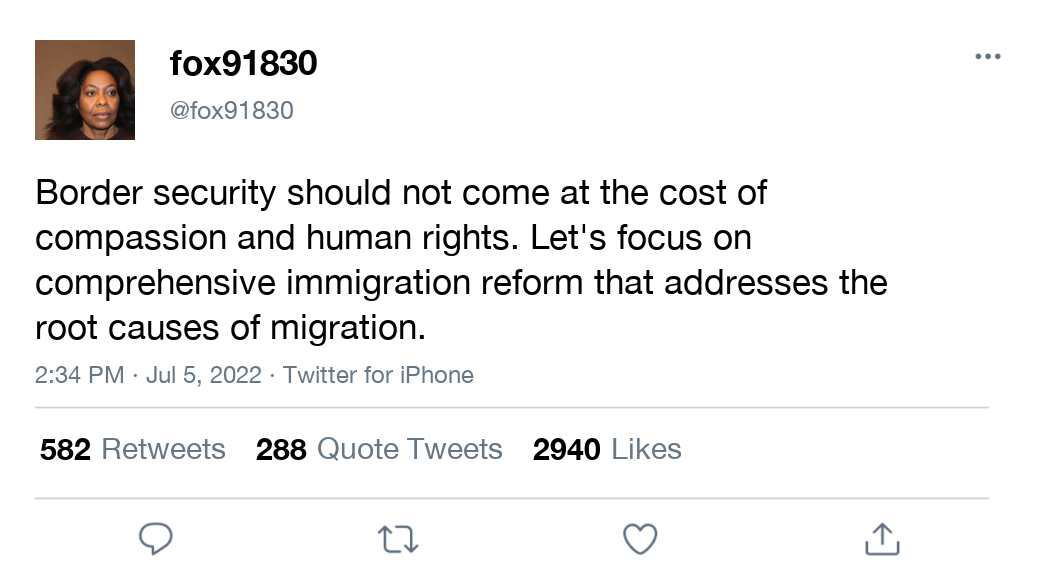 fox91830
@fox91830
Border security should not come at the cost of
compassion and human rights. Let's focus on
comprehensive immigration reform that addresses the
root causes of migration.
2:34 PM · Jul 5, 2022 · Twitter for iPhone
582 Retweets 288 Quote Tweets 2940 Likes